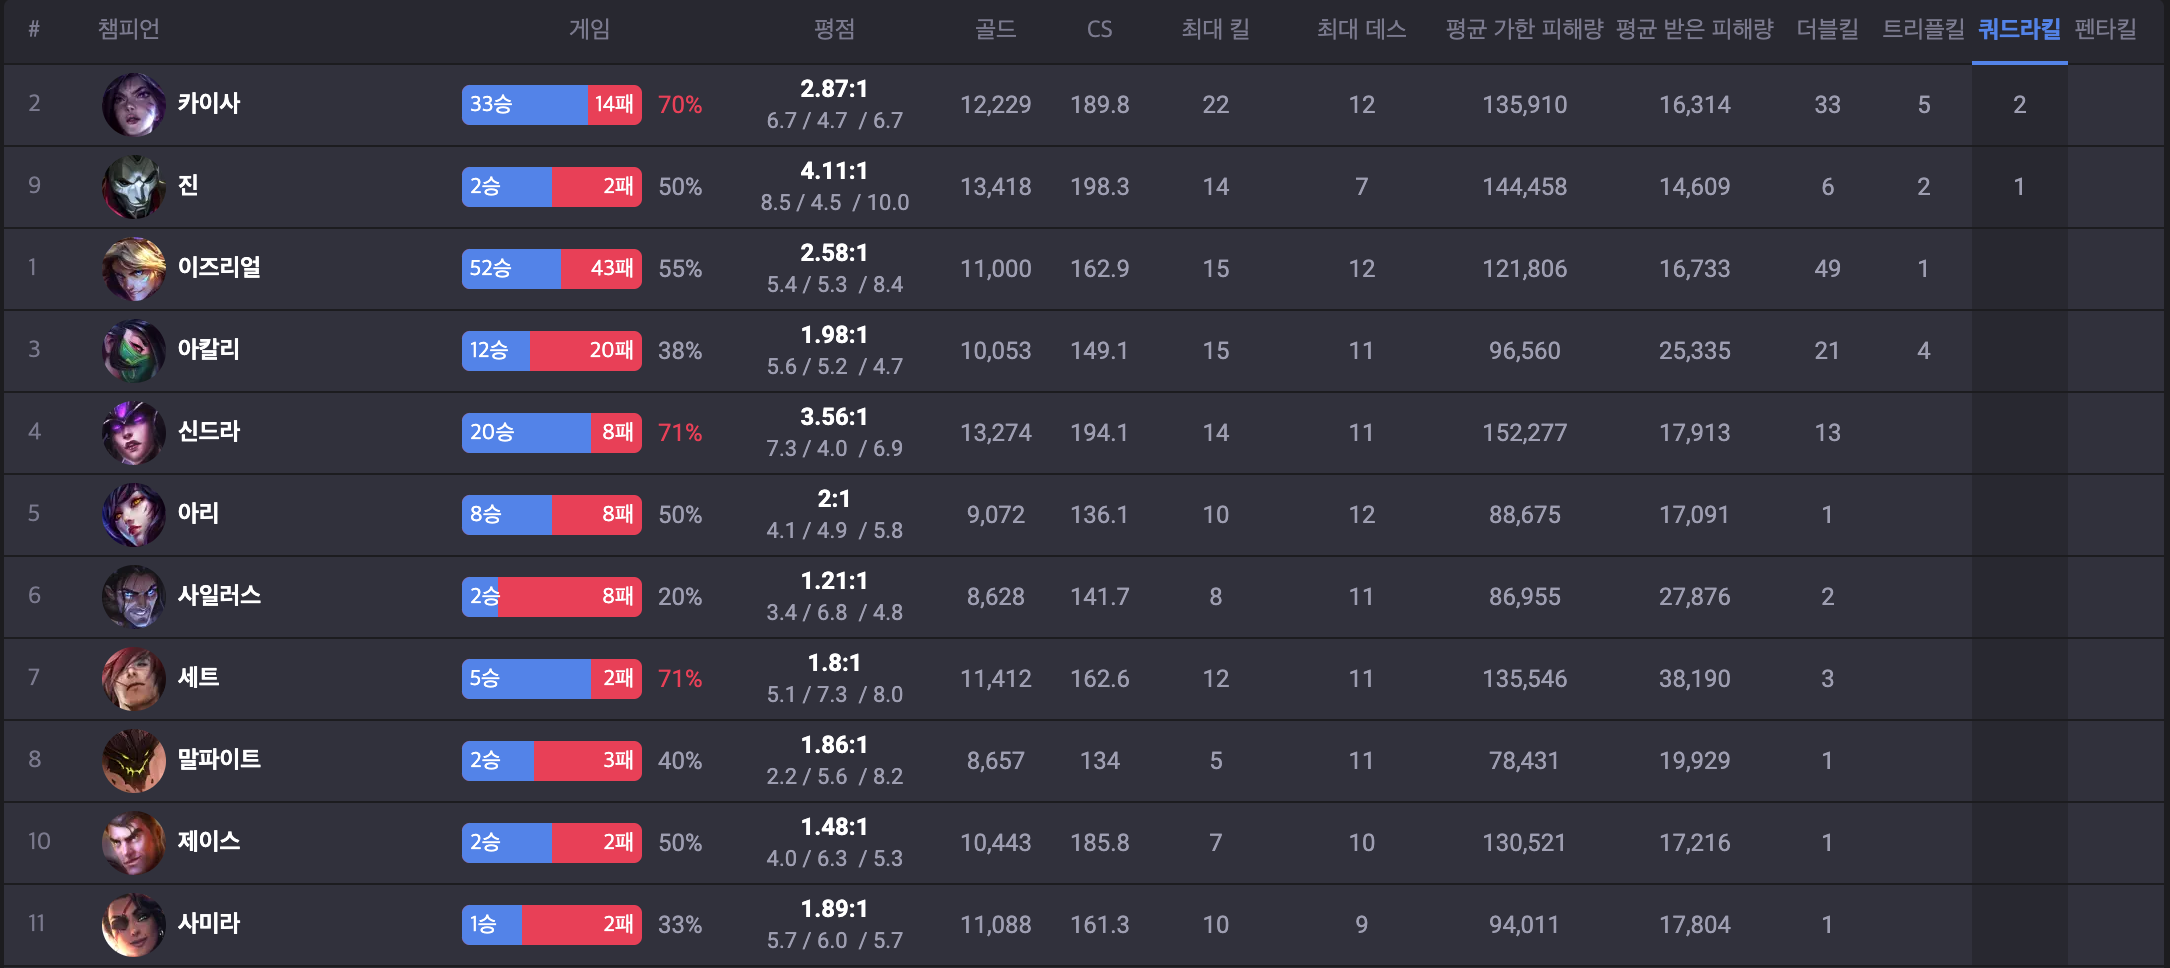 # 챔피언 게임 평점 골드 CS 최대 킬 최대 데스 평균 가한 피해량 평균 받은 피해량 더블킬 트리플킬 쿼드라킬 펜타킬
2 카이사 33승 14패 70% 2.87:1 12,229 189.8 22 12 135,910 16,314 33 5 2
6.7 / 4.7 / 6.7
9 진 2승 2패 50% 4.11:1 13,418 198.3 14 7 144,458 14,609 6 2 1
8.5 / 4.5 / 10.0
1 이즈리얼 52승 43패 55% 2.58:1 11,000 162.9 15 12 121,806 16,733 49 1
5.4 / 5.3 / 8.4
3 아칼리 12승 20패 38% 1.98:1 10,053 149.1 15 11 96,560 25,335 21 4
5.6 / 5.2 / 4.7
4 신드라 20승 8패 71% 3.56:1 13,274 194.1 14 11 152,277 17,913 13
7.3 / 4.0 / 6.9
5 아리 8승 8패 50% 2:1 9,072 136.1 10 12 88,675 17,091 1
4.1 / 4.9 / 5.8
6 사일러스 2승 8패 20% 1.21:1 8,628 141.7 8 11 86,955 27,876 2
3.4 / 6.8 / 4.8
7 세트 5승 2패 71% 1.8:1 11,412 162.6 12 11 135,546 38,190 3
5.1 / 7.3 / 8.0
8 말파이트 2승 3패 40% 1.86:1 8,657 134 5 11 78,431 19,929 1
2.2 / 5.6 / 8.2
10 제이스 2승 2패 50% 1.48:1 10,443 185.8 7 10 130,521 17,216 1
4.0 / 6.3 / 5.3
11 사미라 1승 2패 33% 1.89:1 11,088 161.3 10 9 94,011 17,804 1
5.7 / 6.0 / 5.7